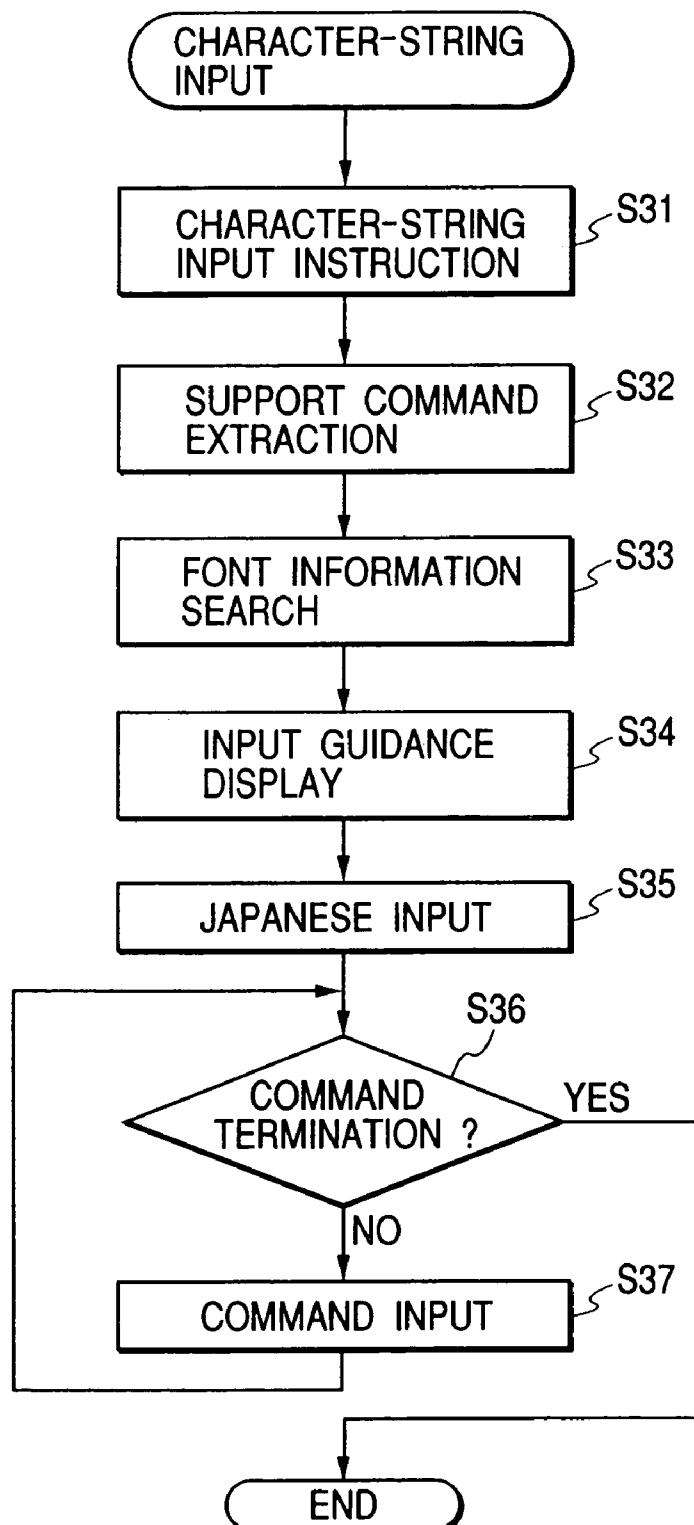 CHARACTER-STRING
INPUT
CHARACTER-STRING
INPUT INSTRUCTION
S31
SUPPORT COMMAND
EXTRACTION
S32
FONT INFORMATION
SEARCH
S33
INPUT GUIDANCE
DISPLAY
S34
JAPANESE INPUT
S35
S36
COMMAND
TERMINATION ?
YES
NO
COMMAND INPUT
S37
END